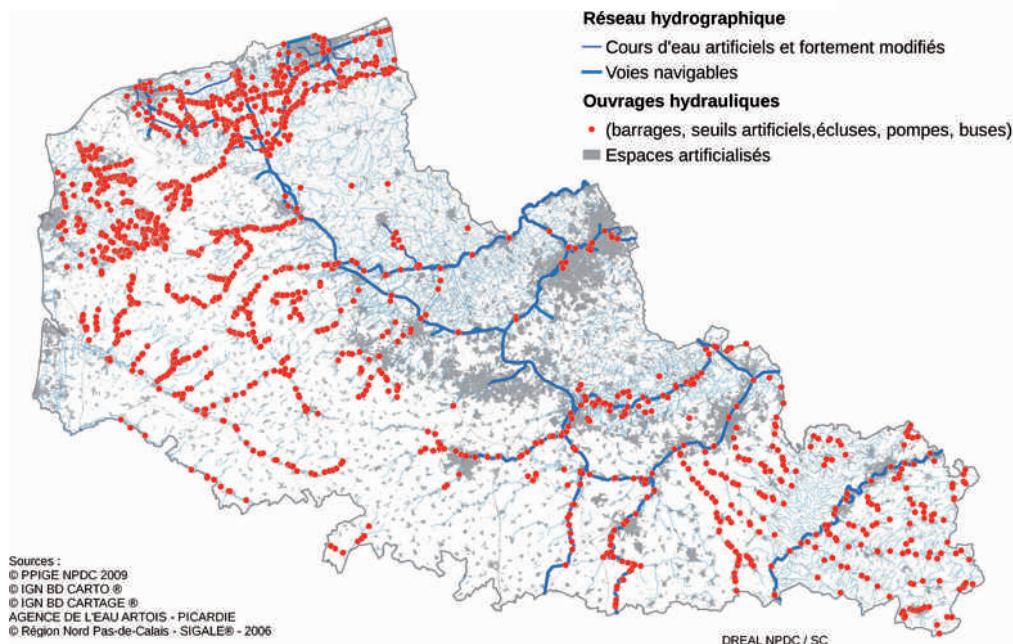 Réseau hydrographique
Cours d'eau artificiels et fortement modifiés
Voies navigables
Ouvrages hydrauliques
(barrages, seuils artificiels,écluses, pompes, buses)
Espaces artificialisés
Sources :
© PPIGE NPDC 2009
© IGN BD CARTO ®
© IGN BD CARTAGE ®
AGENCE DE L'EAU ARTOIS - PICARDIE
© Région Nord Pas-de-Calais - SIGALE® - 2006
DREAL NPDC / SC